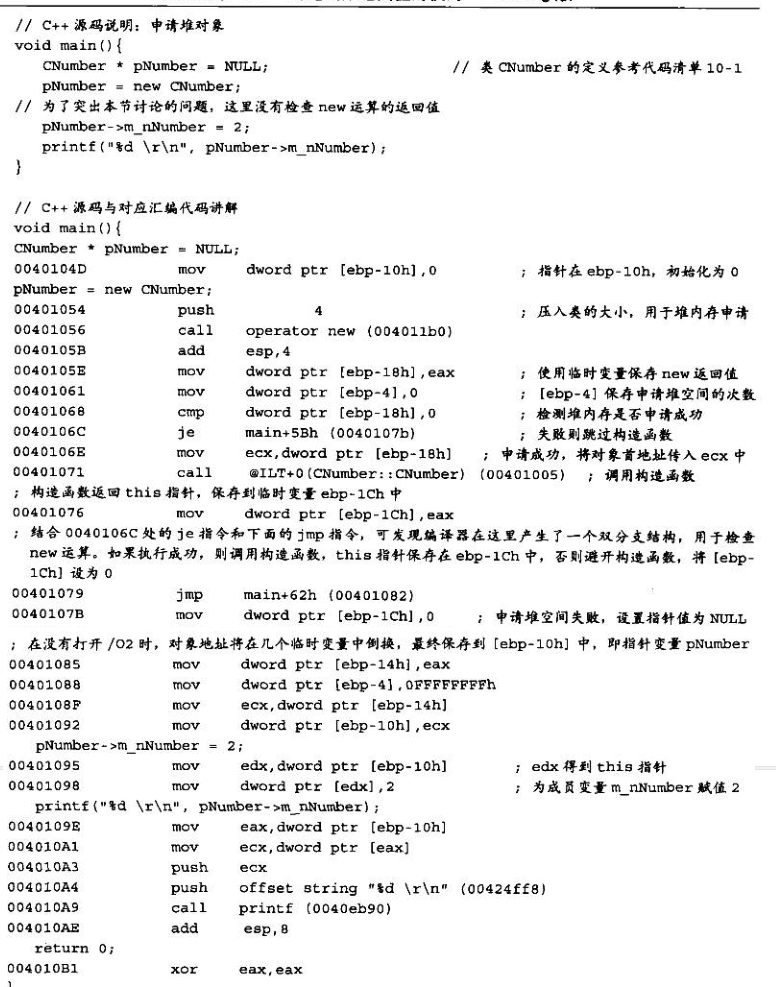 // C++ 源码说明：申请堆对象
void main(){
CNumber * pNumber = NULL; // 类 CNumber 的定义参考代码清单 10-1
pNumber = new CNumber;
// 为了突出本节讨论的问题，这里没有检查 new 运算的返回值
pNumber->m_nNumber = 2;
printf("%d \r\n", pNumber->m_nNumber);
}
// C++ 源码与对应汇编代码讲解
void main(){
CNumber * pNumber = NULL;
0040104D mov dword ptr [ebp-10h],0 ; 指针在 ebp-10h，初始化为 0
pNumber = new CNumber;
00401054 push 4 ; 压入类的大小，用于堆内存申请
00401056 call operator new (004011b0)
0040105B add esp,4
0040105E mov dword ptr [ebp-18h],eax ; 使用临时变量保存 new 返回值
00401061 mov dword ptr [ebp-4],0 ; [ebp-4] 保存申请堆空间的次数
00401068 cmp dword ptr [ebp-18h],0 ; 检测堆内存是否申请成功
0040106C je main+5Bh (0040107b) ; 失败则跳过构造函数
0040106E mov ecx,dword ptr [ebp-18h] ; 申请成功，将对象首地址传入 ecx 中
00401071 call @ILT+0(CNumber::CNumber) (00401005) ; 调用构造函数
; 构造函数返回 this 指针，保存到临时变量 ebp-1Ch 中
00401076 mov dword ptr [ebp-1Ch],eax
; 结合 0040106C 处的 je 指令和下面的 jmp 指令，可发现编译器在这里产生了一个双分支结构，用于检查
new 运算。如果执行成功，则调用构造函数，this 指针保存在 ebp-1Ch 中，否则避开构造函数，将 [ebp-
1Ch] 设为 0
00401079 jmp main+62h (00401082)
0040107B mov dword ptr [ebp-1Ch],0 ; 申请堆空间失败，设置指针值为 NULL
; 在没有打开 /O2 时，对象地址将在几个临时变量中倒换，最终保存到 [ebp-10h] 中，即指针变量 pNumber
00401085 mov dword ptr [ebp-14h],eax
00401088 mov dword ptr [ebp-4],0FFFFFFFFh
0040108F mov ecx,dword ptr [ebp-14h]
00401092 mov dword ptr [ebp-10h],ecx
pNumber->m_nNumber = 2;
00401095 mov edx,dword ptr [ebp-10h] ; edx 得到 this 指针
00401098 mov dword ptr [edx],2 ; 为成员变量 m_nNumber 赋值 2
printf("%d \r\n", pNumber->m_nNumber);
0040109E mov eax,dword ptr [ebp-10h]
004010A1 mov ecx,dword ptr [eax]
004010A3 push ecx
004010A4 push offset string "%d \r\n" (00424ff8)
004010A9 call printf (0040eb90)
004010AE add esp,8
return 0;
004010B1 xor eax,eax
}